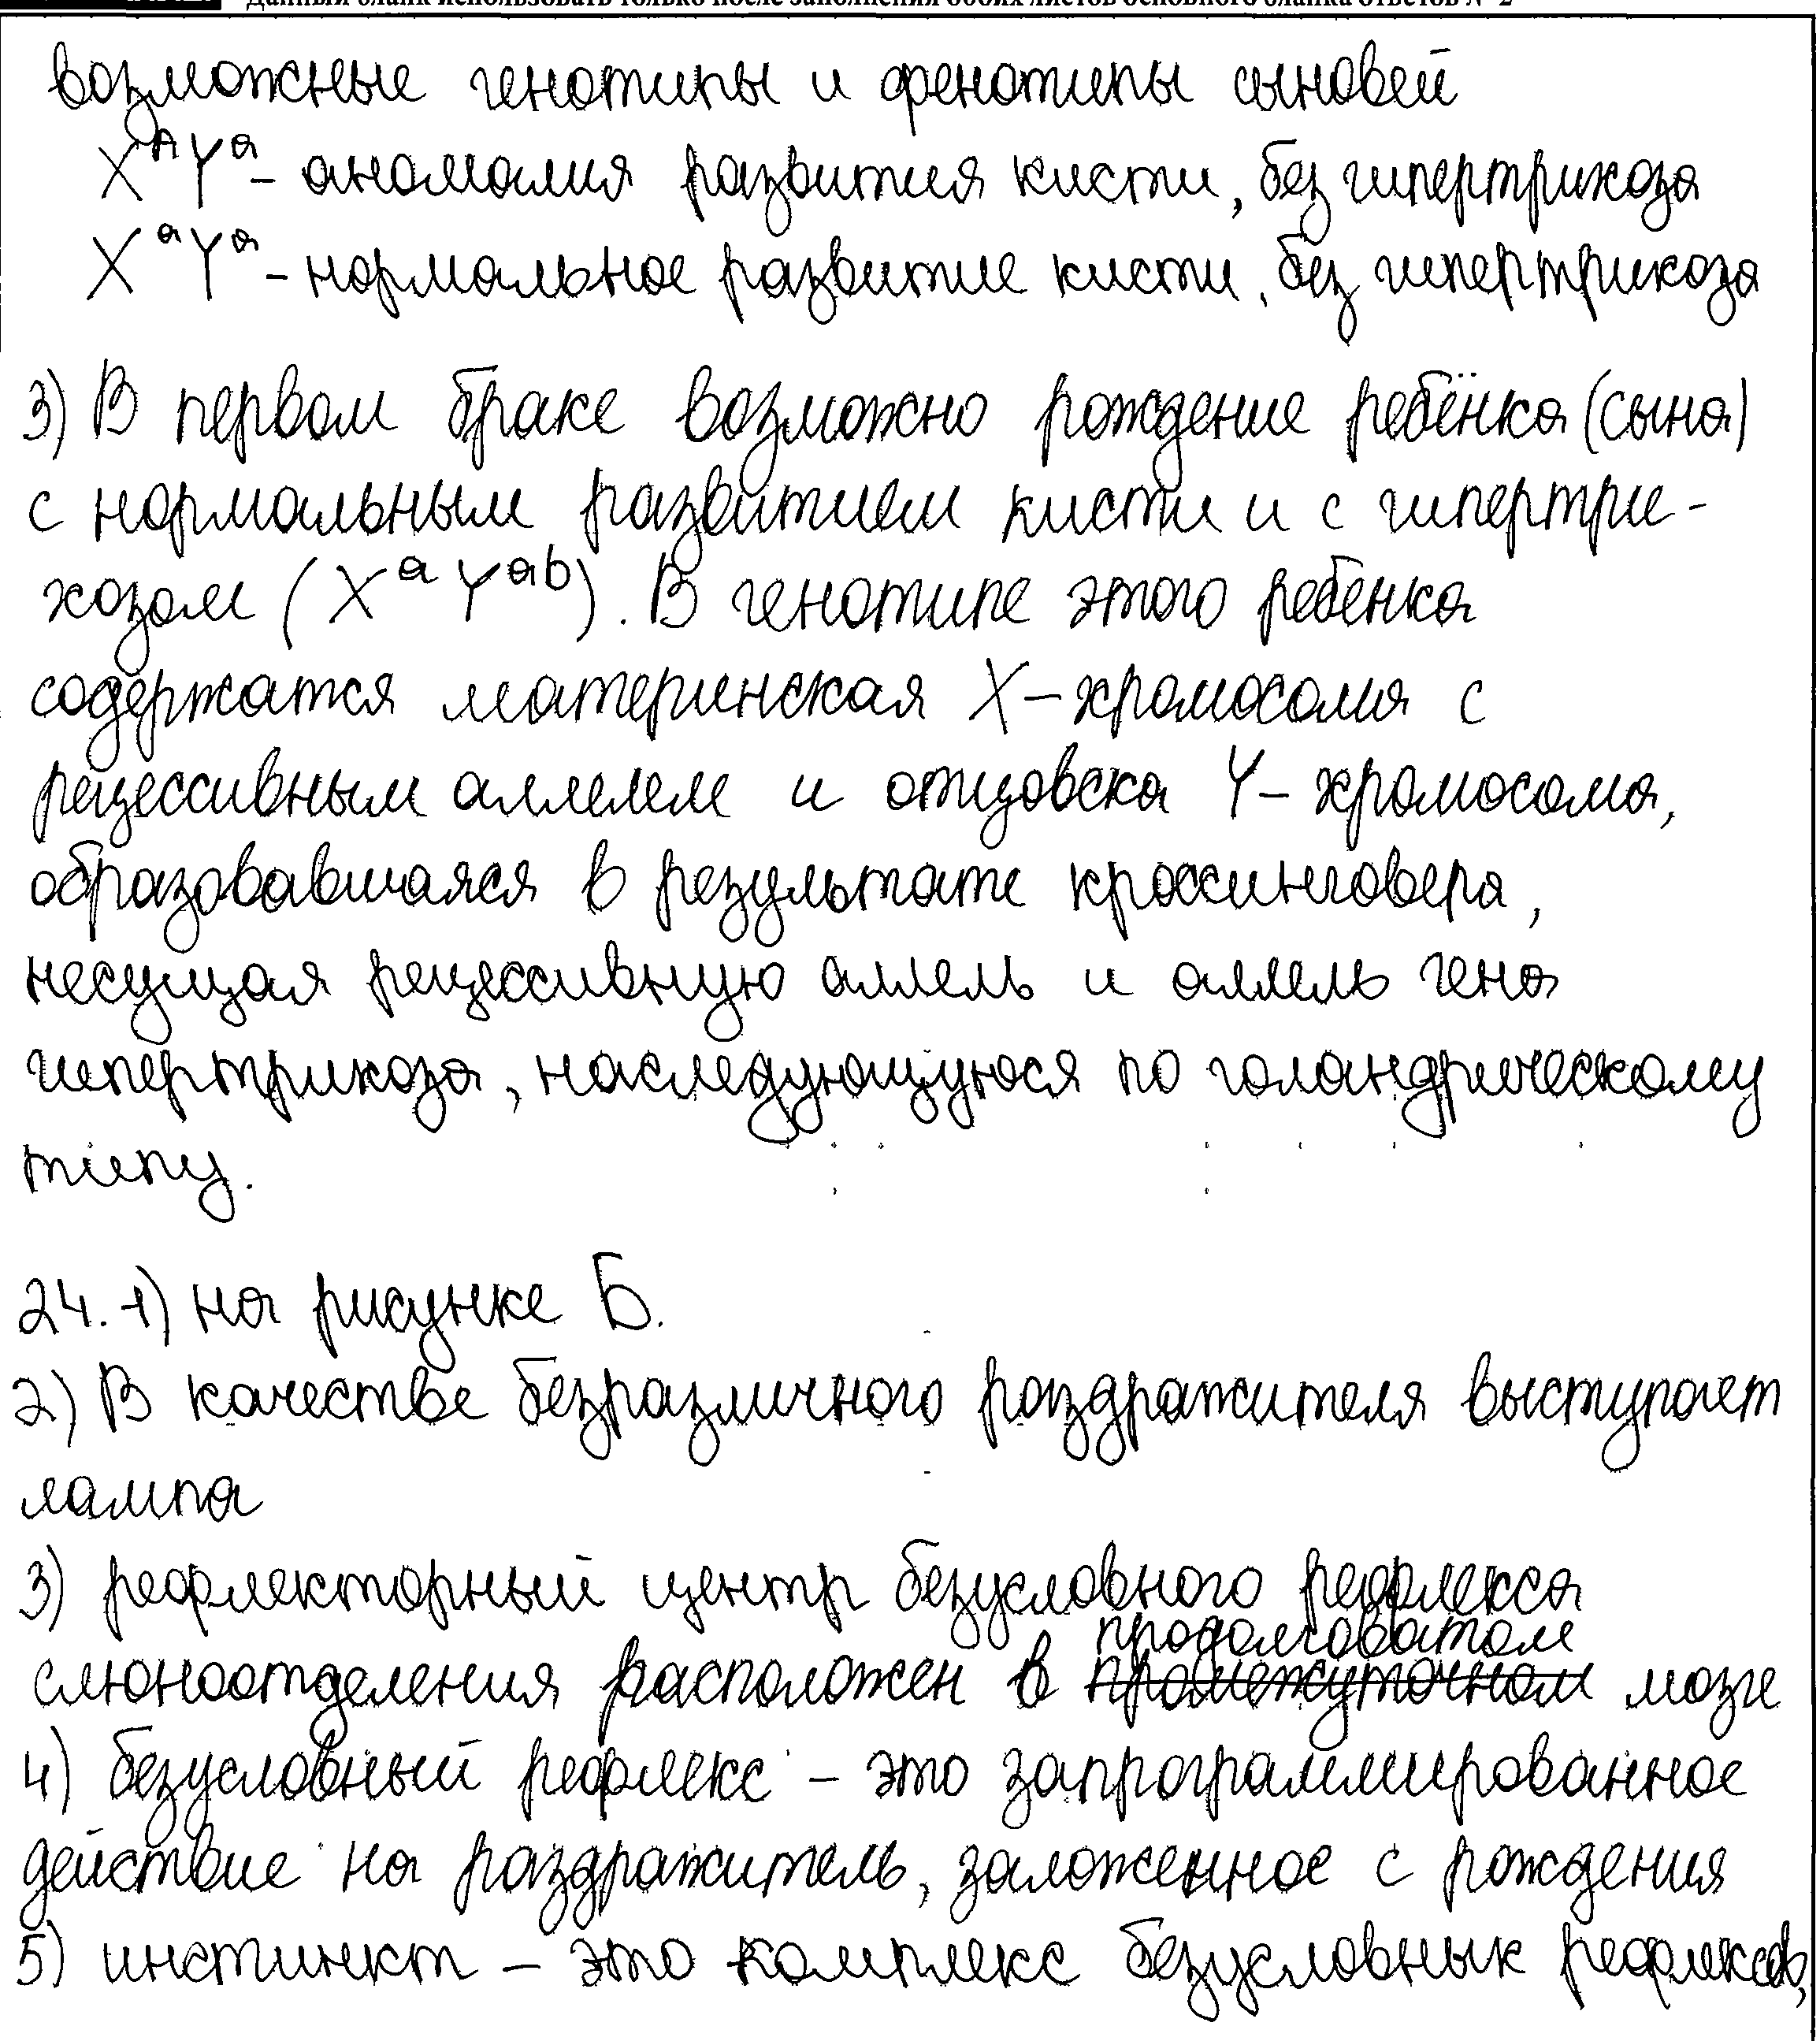 Данный бланк использовать только после заполнения обоих листов основного бланка ответов № 2
возможные генотипы и фенотипы сыновей
X^A Y^a - аномалия развития кисти, без гипертрихоза
X^a Y^a - нормальное развитие кисти, без гипертрихоза
3) В первом браке возможно рождение ребёнка (сына)
с нормальным развитием кисти и с гипертри-
хозом (X^a Y^ab). В генотипе этого ребенка
содержатся материнская X-хромосома с
рецессивным аллелем и отцовска Y-хромосома,
образовавшаяся в результате кроссинговера,
несущая рецессивную аллель и аллель гена
гипертрихоза, наследующуюся по голандрическому
типу.
24. 1) на рисунке Б.
2) В качестве безразличного раздражителя выступает
лампа
3) рефлекторный центр безусловного рефлекса
продолговатом
слюноотделения расположен в промежуточном мозге
4) безусловный рефлекс - это запрограммированное
действие на раздражитель, заложенное с рождения
5) инстинкт - это комплекс безусловных рефлексов,